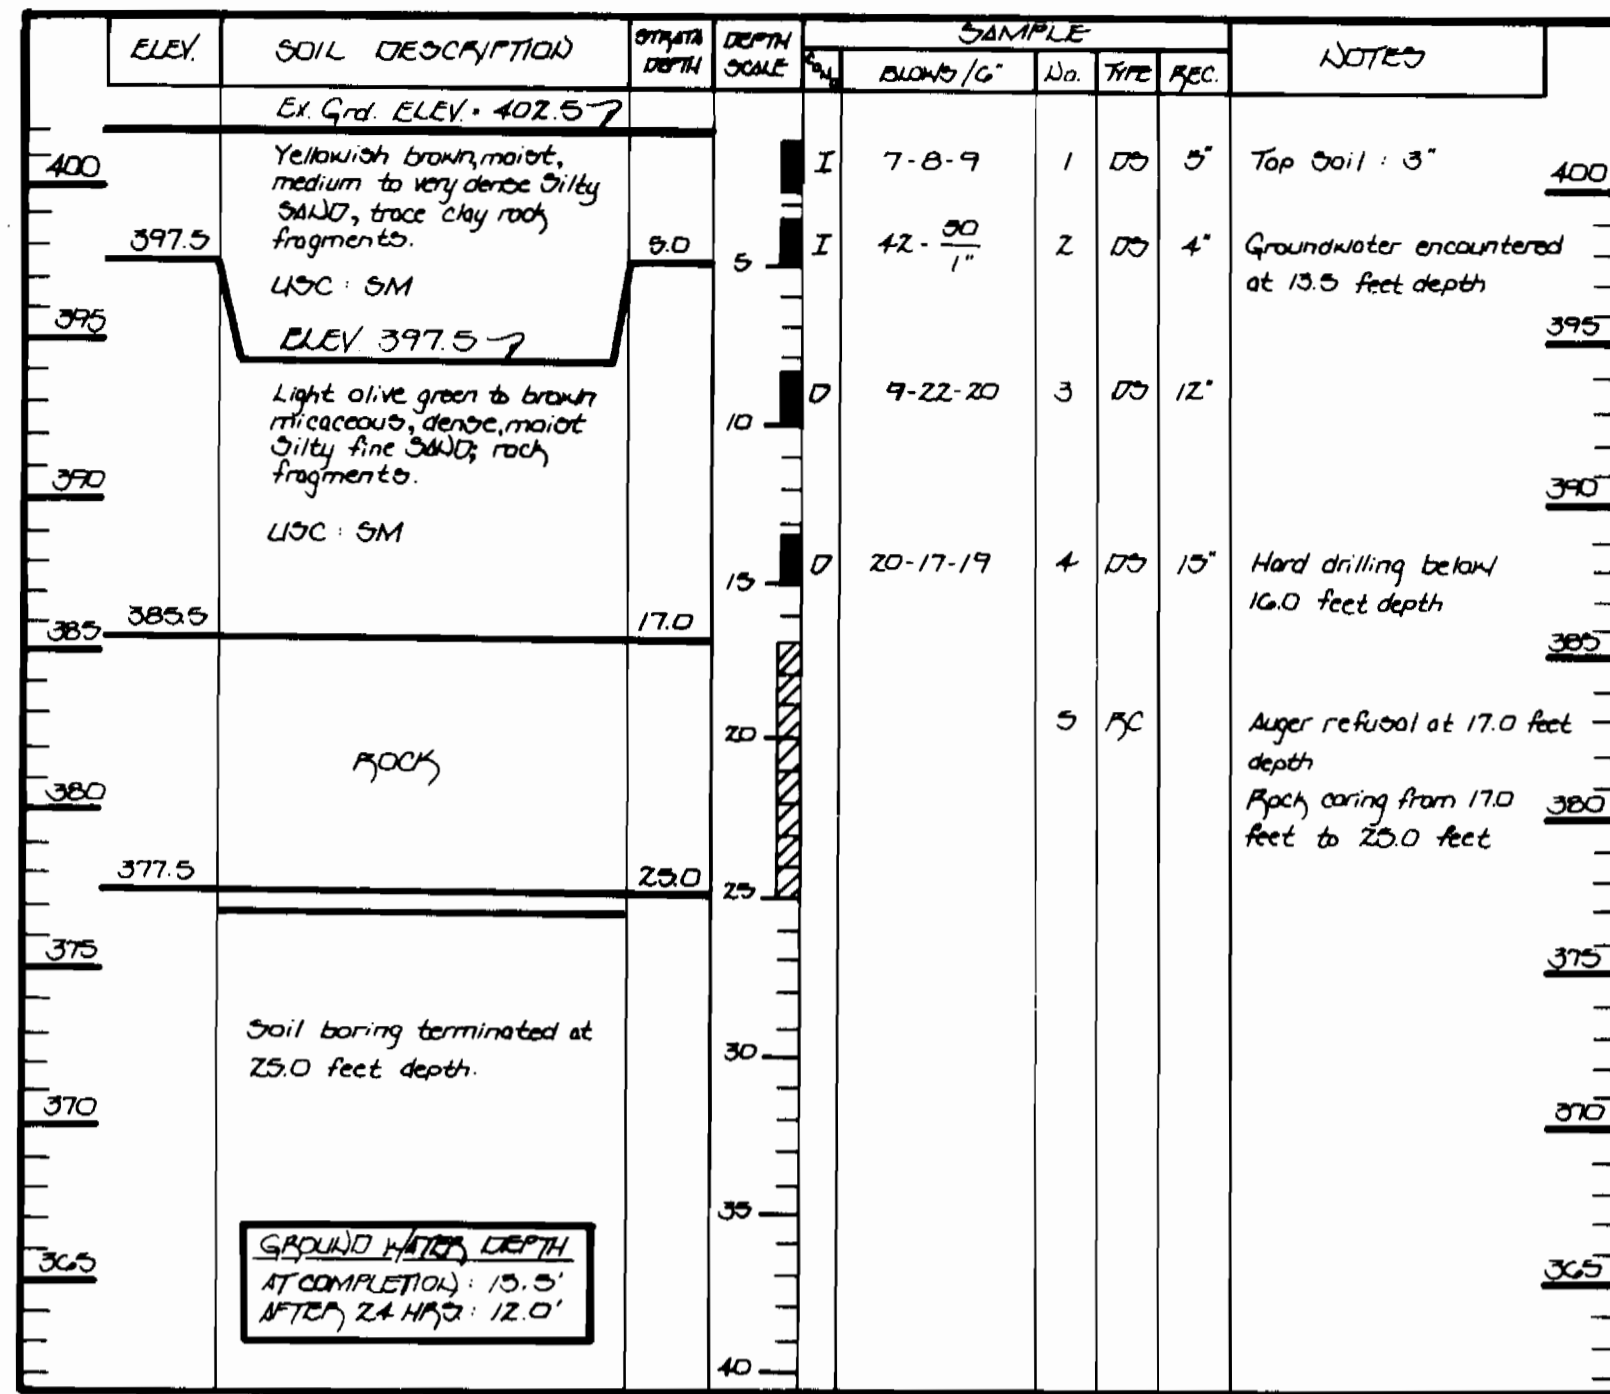 ELEV.
SOIL DESCRIPTION
STRATA DEPTH
DEPTH SCALE
SAMPLE
COND
BLOWS/6"
No.
TYPE
REC.
NOTES
Ex. Grd. ELEV. 402.5
400
Yellowish brown, moist,
medium to very dense Silty
SAND, trace clay rock
fragments.
USC : SM
397.5
5.0
I 7-8-9 1 DS 5" Top Soil : 3"
400
5
I 42-50/1" 2 DS 4" Groundwater encountered
at 13.5 feet depth
395
ELEV 397.5
395
Light olive green to brown
micaceous, dense, moist
Silty fine SAND; rock
fragments.
USC : SM
10
D 9-22-20 3 DS 12"
390
390
15
D 20-17-19 4 DS 15" Hard drilling below
16.0 feet depth
385
385.5
17.0
385
ROCK
20
5 RC Auger refusal at 17.0 feet
depth
Rock coring from 17.0
feet to 25.0 feet
380
380
377.5
25.0
25
375
375
Soil boring terminated at
25.0 feet depth.
30
370
370
35
GROUND WATER DEPTH
AT COMPLETION : 13.5'
AFTER 24 HRS : 12.0'
365
365
40